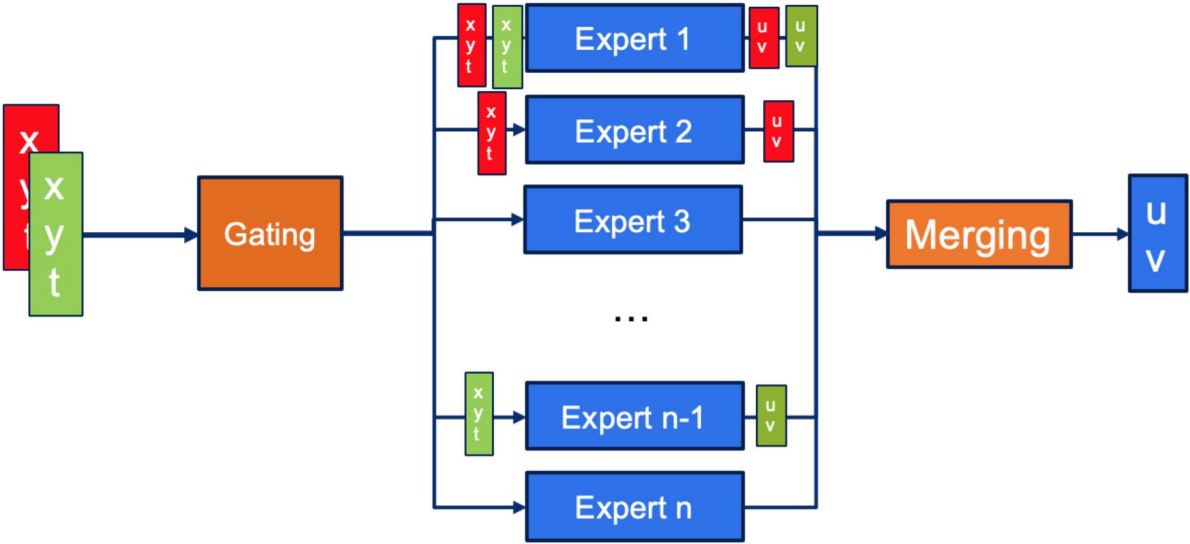 x
y
t
x
y
t
Gating
x
y
t
x
y
t
Expert 1
u
v
u
v
x
y
t
Expert 2
u
v
Expert 3
...
x
y
t
Expert n-1
u
v
Expert n
Merging
u
v